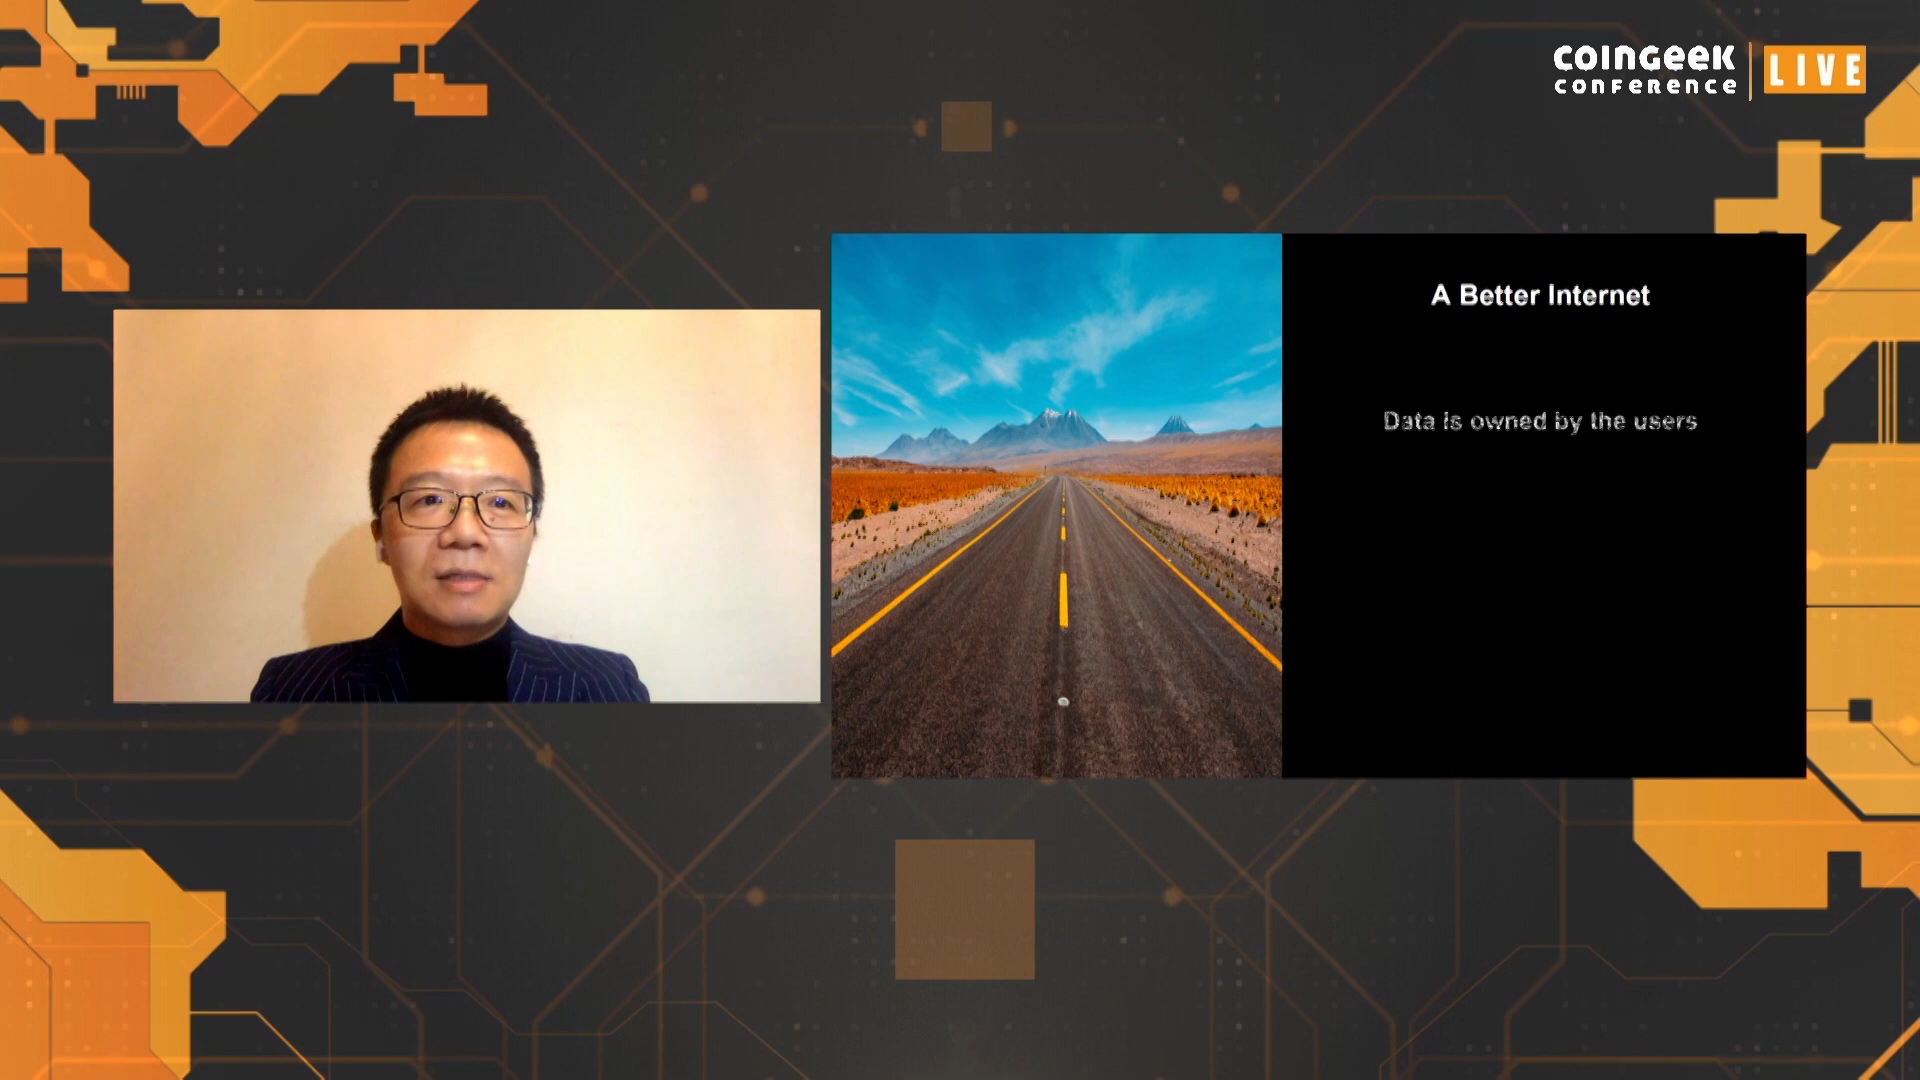 COINGEEK
CONFERENCE
LIVE
A Better Internet
Data is owned by the users